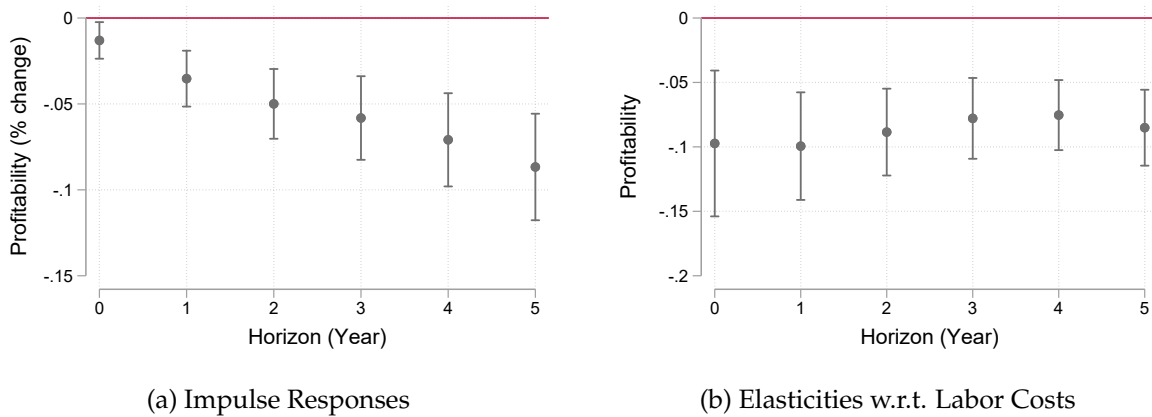 Profitability (% change)
0
-.05
-.1
-.15
0 1 2 3 4 5
Horizon (Year)
(a) Impulse Responses
Profitability
0
-.05
-.1
-.15
-.2
0 1 2 3 4 5
Horizon (Year)
(b) Elasticities w.r.t. Labor Costs